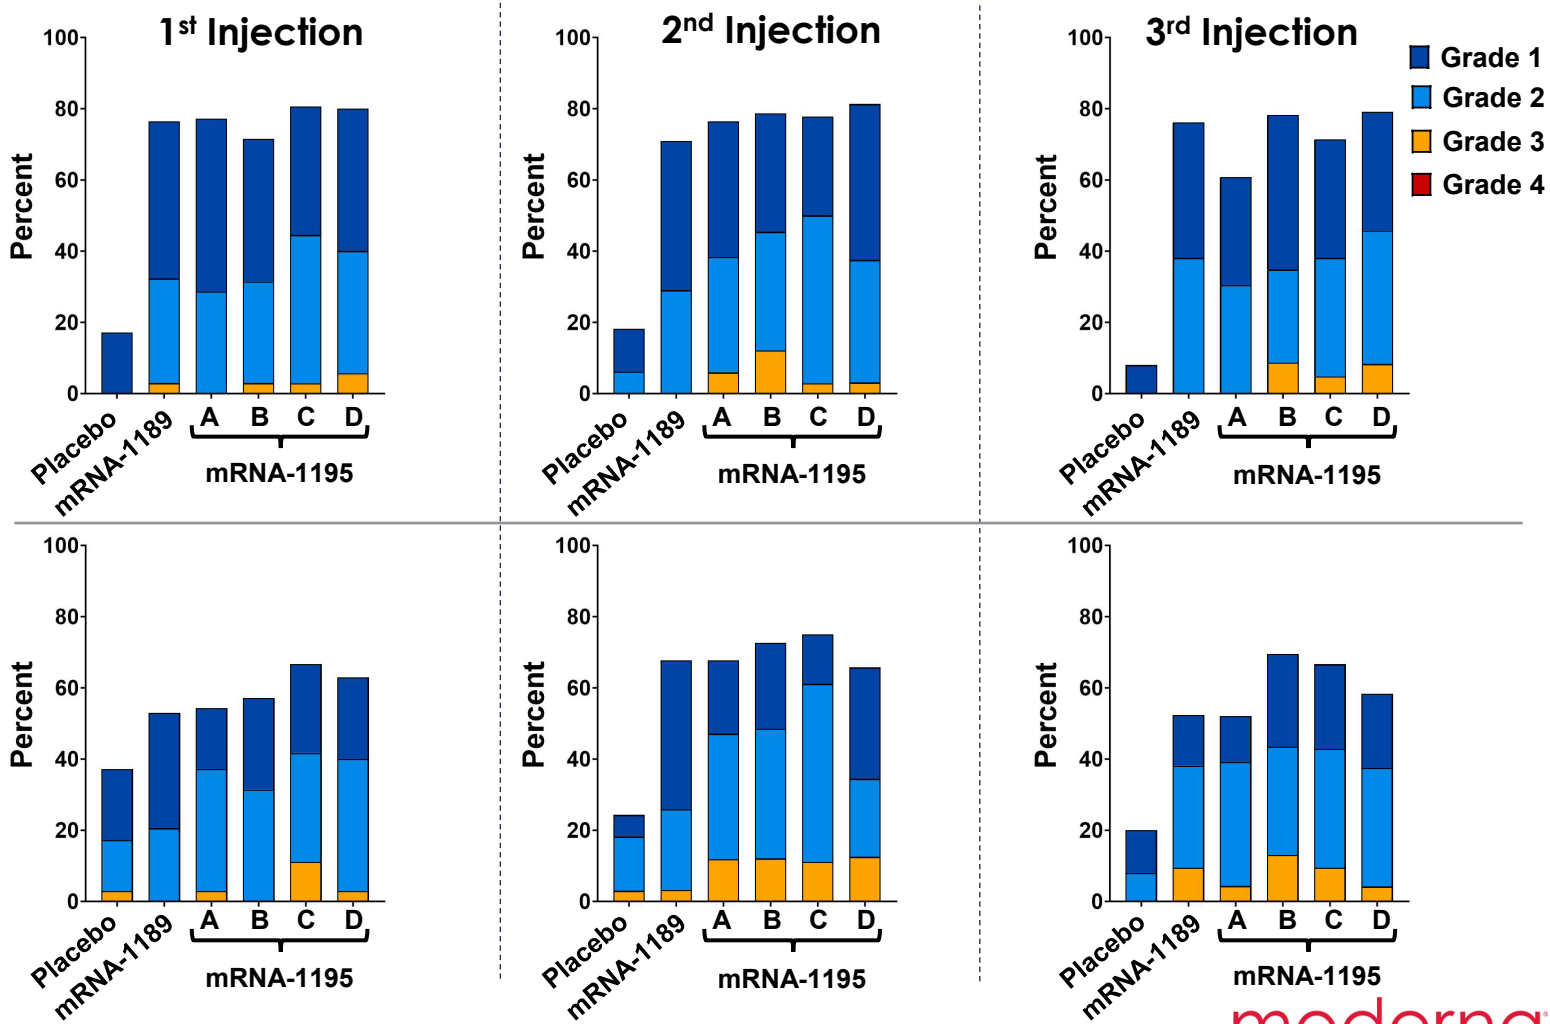 1st Injection
2nd Injection
3rd Injection
Grade 1
Grade 2
Grade 3
Grade 4
Percent
100
80
60
40
20
0
Placebo
mRNA-1189
A B C D
mRNA-1195
Percent
100
80
60
40
20
0
Placebo
mRNA-1189
A B C D
mRNA-1195
Percent
100
80
60
40
20
0
Placebo
mRNA-1189
A B C D
mRNA-1195
Percent
100
80
60
40
20
0
Placebo
mRNA-1189
A B C D
mRNA-1195
Percent
100
80
60
40
20
0
Placebo
mRNA-1189
A B C D
mRNA-1195
Percent
100
80
60
40
20
0
Placebo
mRNA-1189
A B C D
mRNA-1195
moderna®